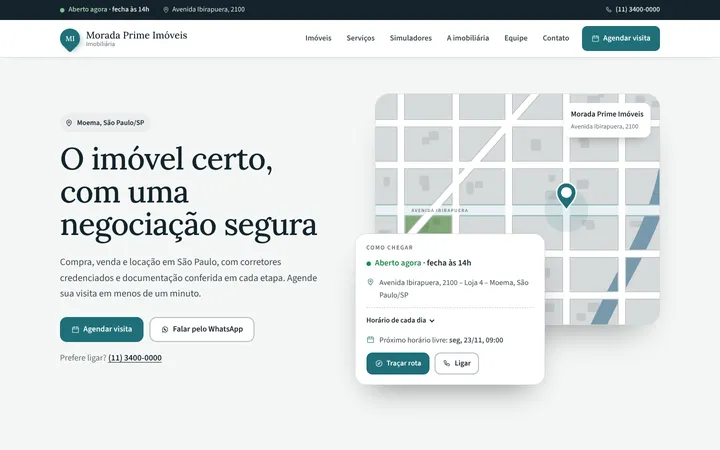 Aberto agora · fecha às 14h
Avenida Ibirapuera, 2100
(11) 3400-0000
MI
Morada Prime Imóveis
Imobiliária
Imóveis
Serviços
Simuladores
A imobiliária
Equipe
Contato
Agendar visita
Moema, São Paulo/SP
O imóvel certo,
com uma
negociação segura
Compra, venda e locação em São Paulo, com corretores
credenciados e documentação conferida em cada etapa. Agende
sua visita em menos de um minuto.
Agendar visita
Falar pelo WhatsApp
Prefere ligar? (11) 3400-0000
Morada Prime Imóveis
Avenida Ibirapuera, 2100
AVENIDA IBIRAPUERA
COMO CHEGAR
Aberto agora · fecha às 14h
Avenida Ibirapuera, 2100 – Loja 4 – Moema, São
Paulo/SP
Horário de cada dia
Próximo horário livre: seg, 23/11, 09:00
Traçar rota
Ligar